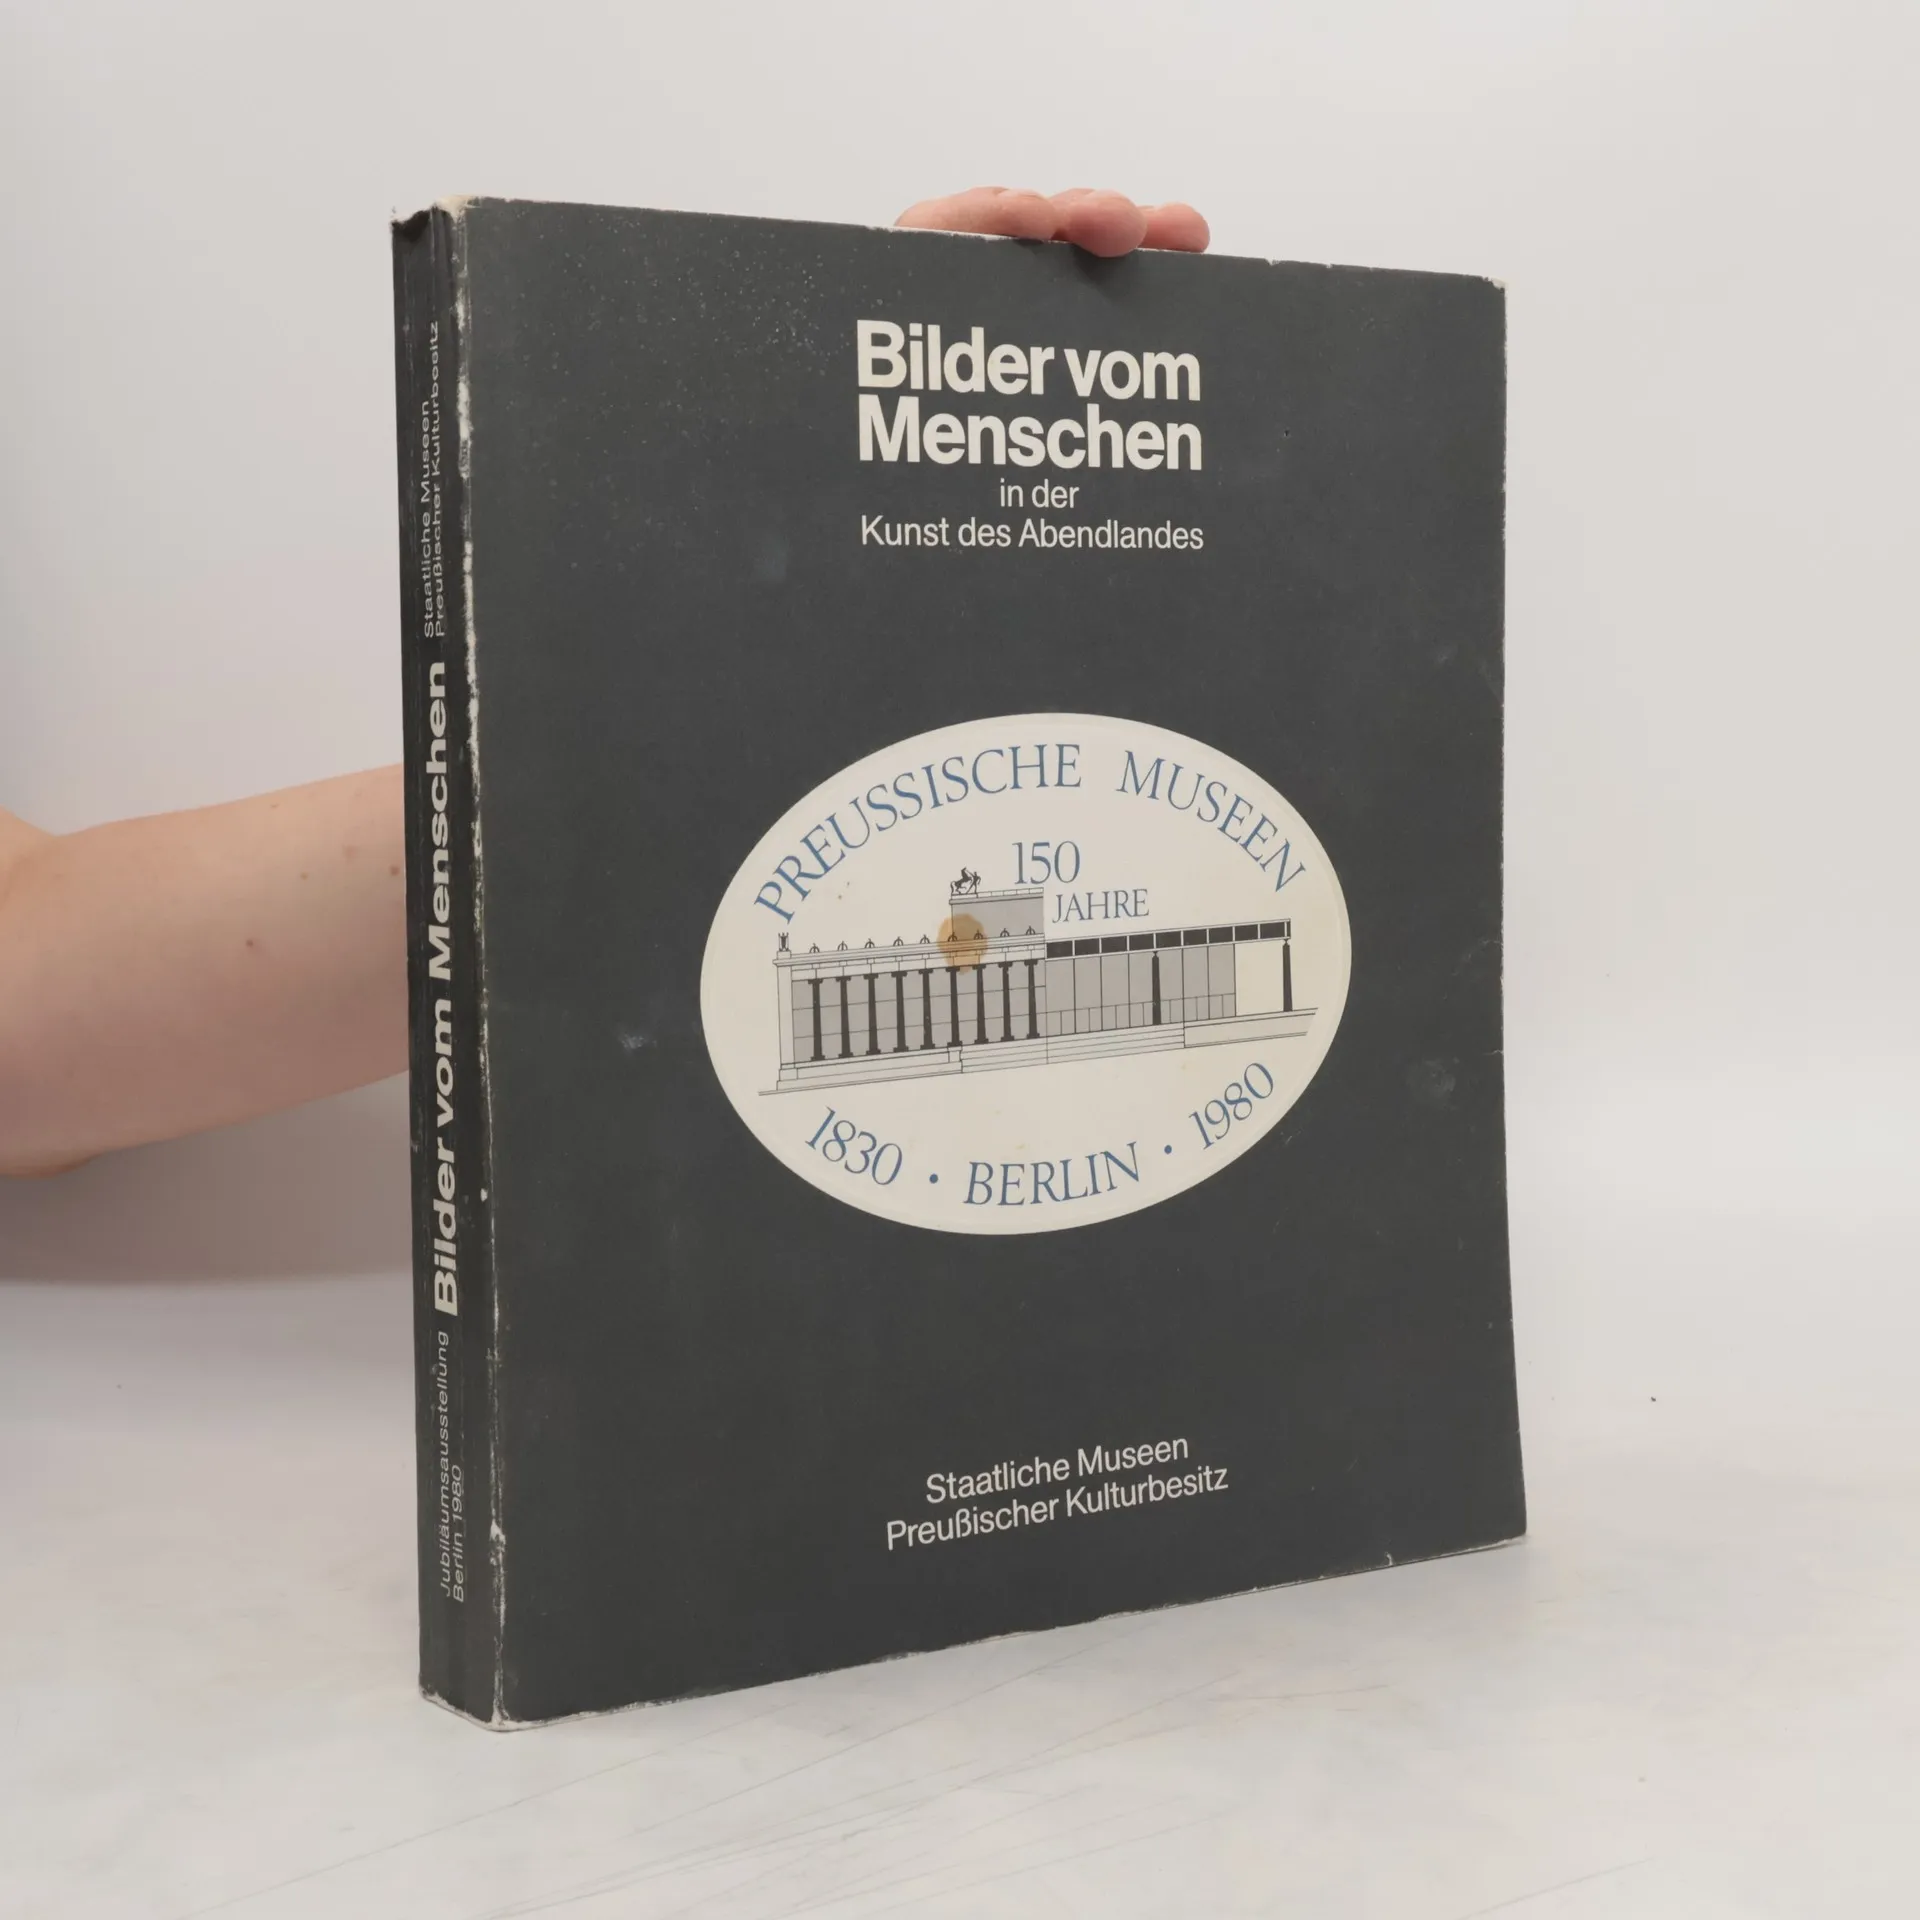 Bilder vom
Menschen
in der
Kunst des Abendlandes
PREUSSISCHE MUSEEN
150
JAHRE
1830 · BERLIN · 1980
Staatliche Museen
Preußischer Kulturbesitz
Jubiläumsausstellung
Berlin 1980
Bilder vom Menschen
Staatliche Museen
Preußischer Kulturbesitz